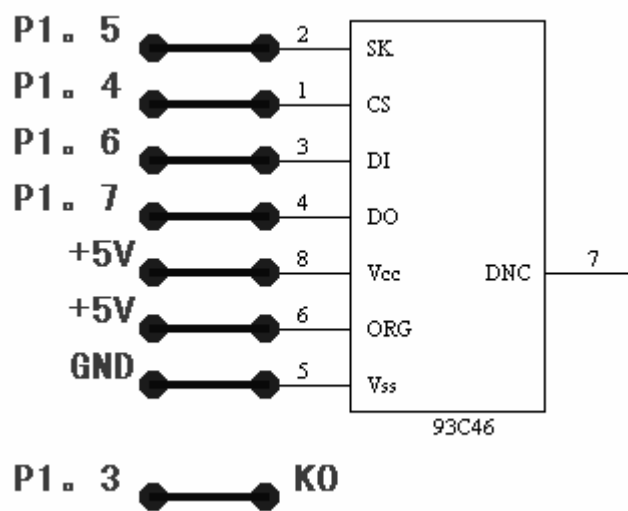 P1. 5 2 SK
P1. 4 1 CS
P1. 6 3 DI
P1. 7 4 DO
+5V 8 Vcc DNC 7
+5V 6 ORG
GND 5 Vss
93C46
P1. 3 K0